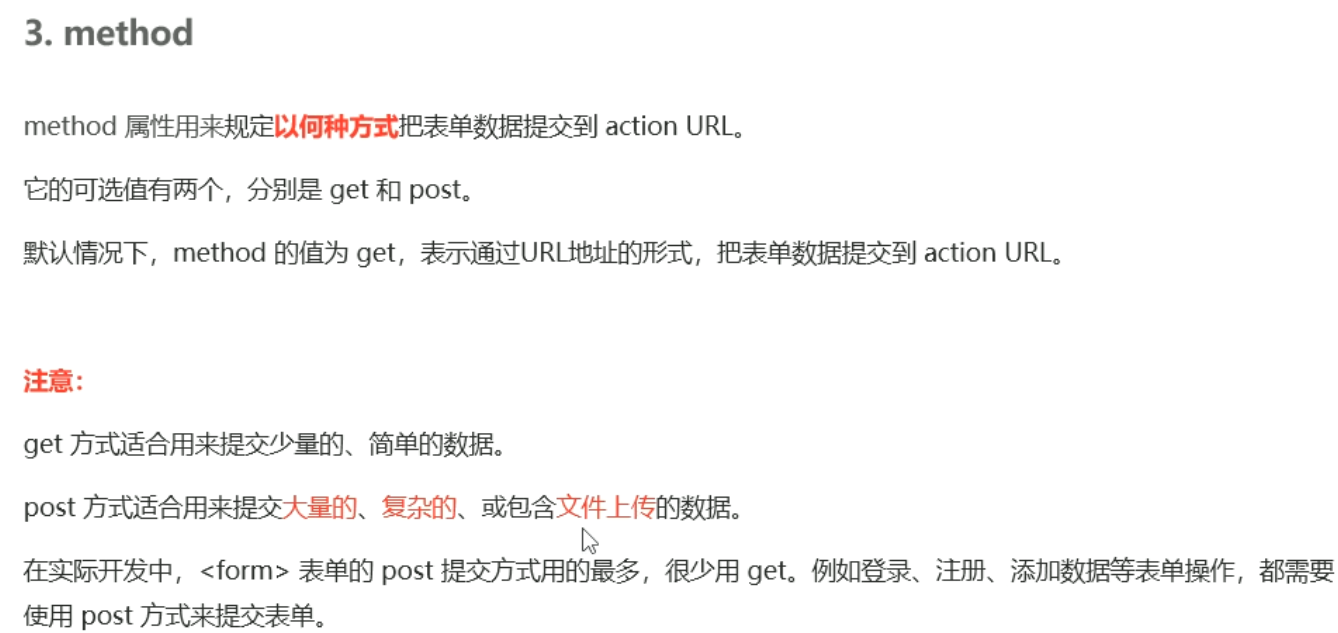 3. method
method 属性用来规定以何种方式把表单数据提交到 action URL。
它的可选值有两个，分别是 get 和 post。
默认情况下，method 的值为 get，表示通过URL地址的形式，把表单数据提交到 action URL。
注意：
get 方式适合用来提交少量的、简单的数据。
post 方式适合用来提交大量的、复杂的、或包含文件上传的数据。
在实际开发中，<form> 表单的 post 提交方式用的最多，很少用 get。例如登录、注册、添加数据等表单操作，都需要
使用 post 方式来提交表单。